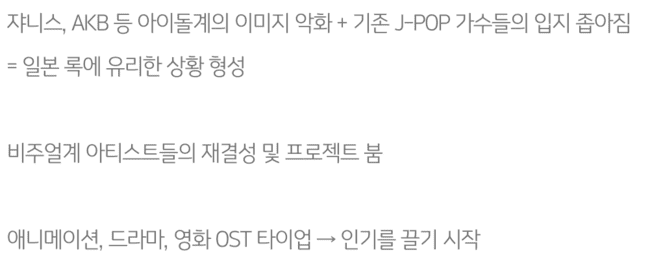 쟈니스, AKB 등 아이돌계의 이미지 악화 + 기존 J-POP 가수들의 입지 좁아짐
= 일본 록에 유리한 상황 형성
비주얼계 아티스트들의 재결성 및 프로젝트 붐
애니메이션, 드라마, 영화 OST 타이업 → 인기를 끌기 시작